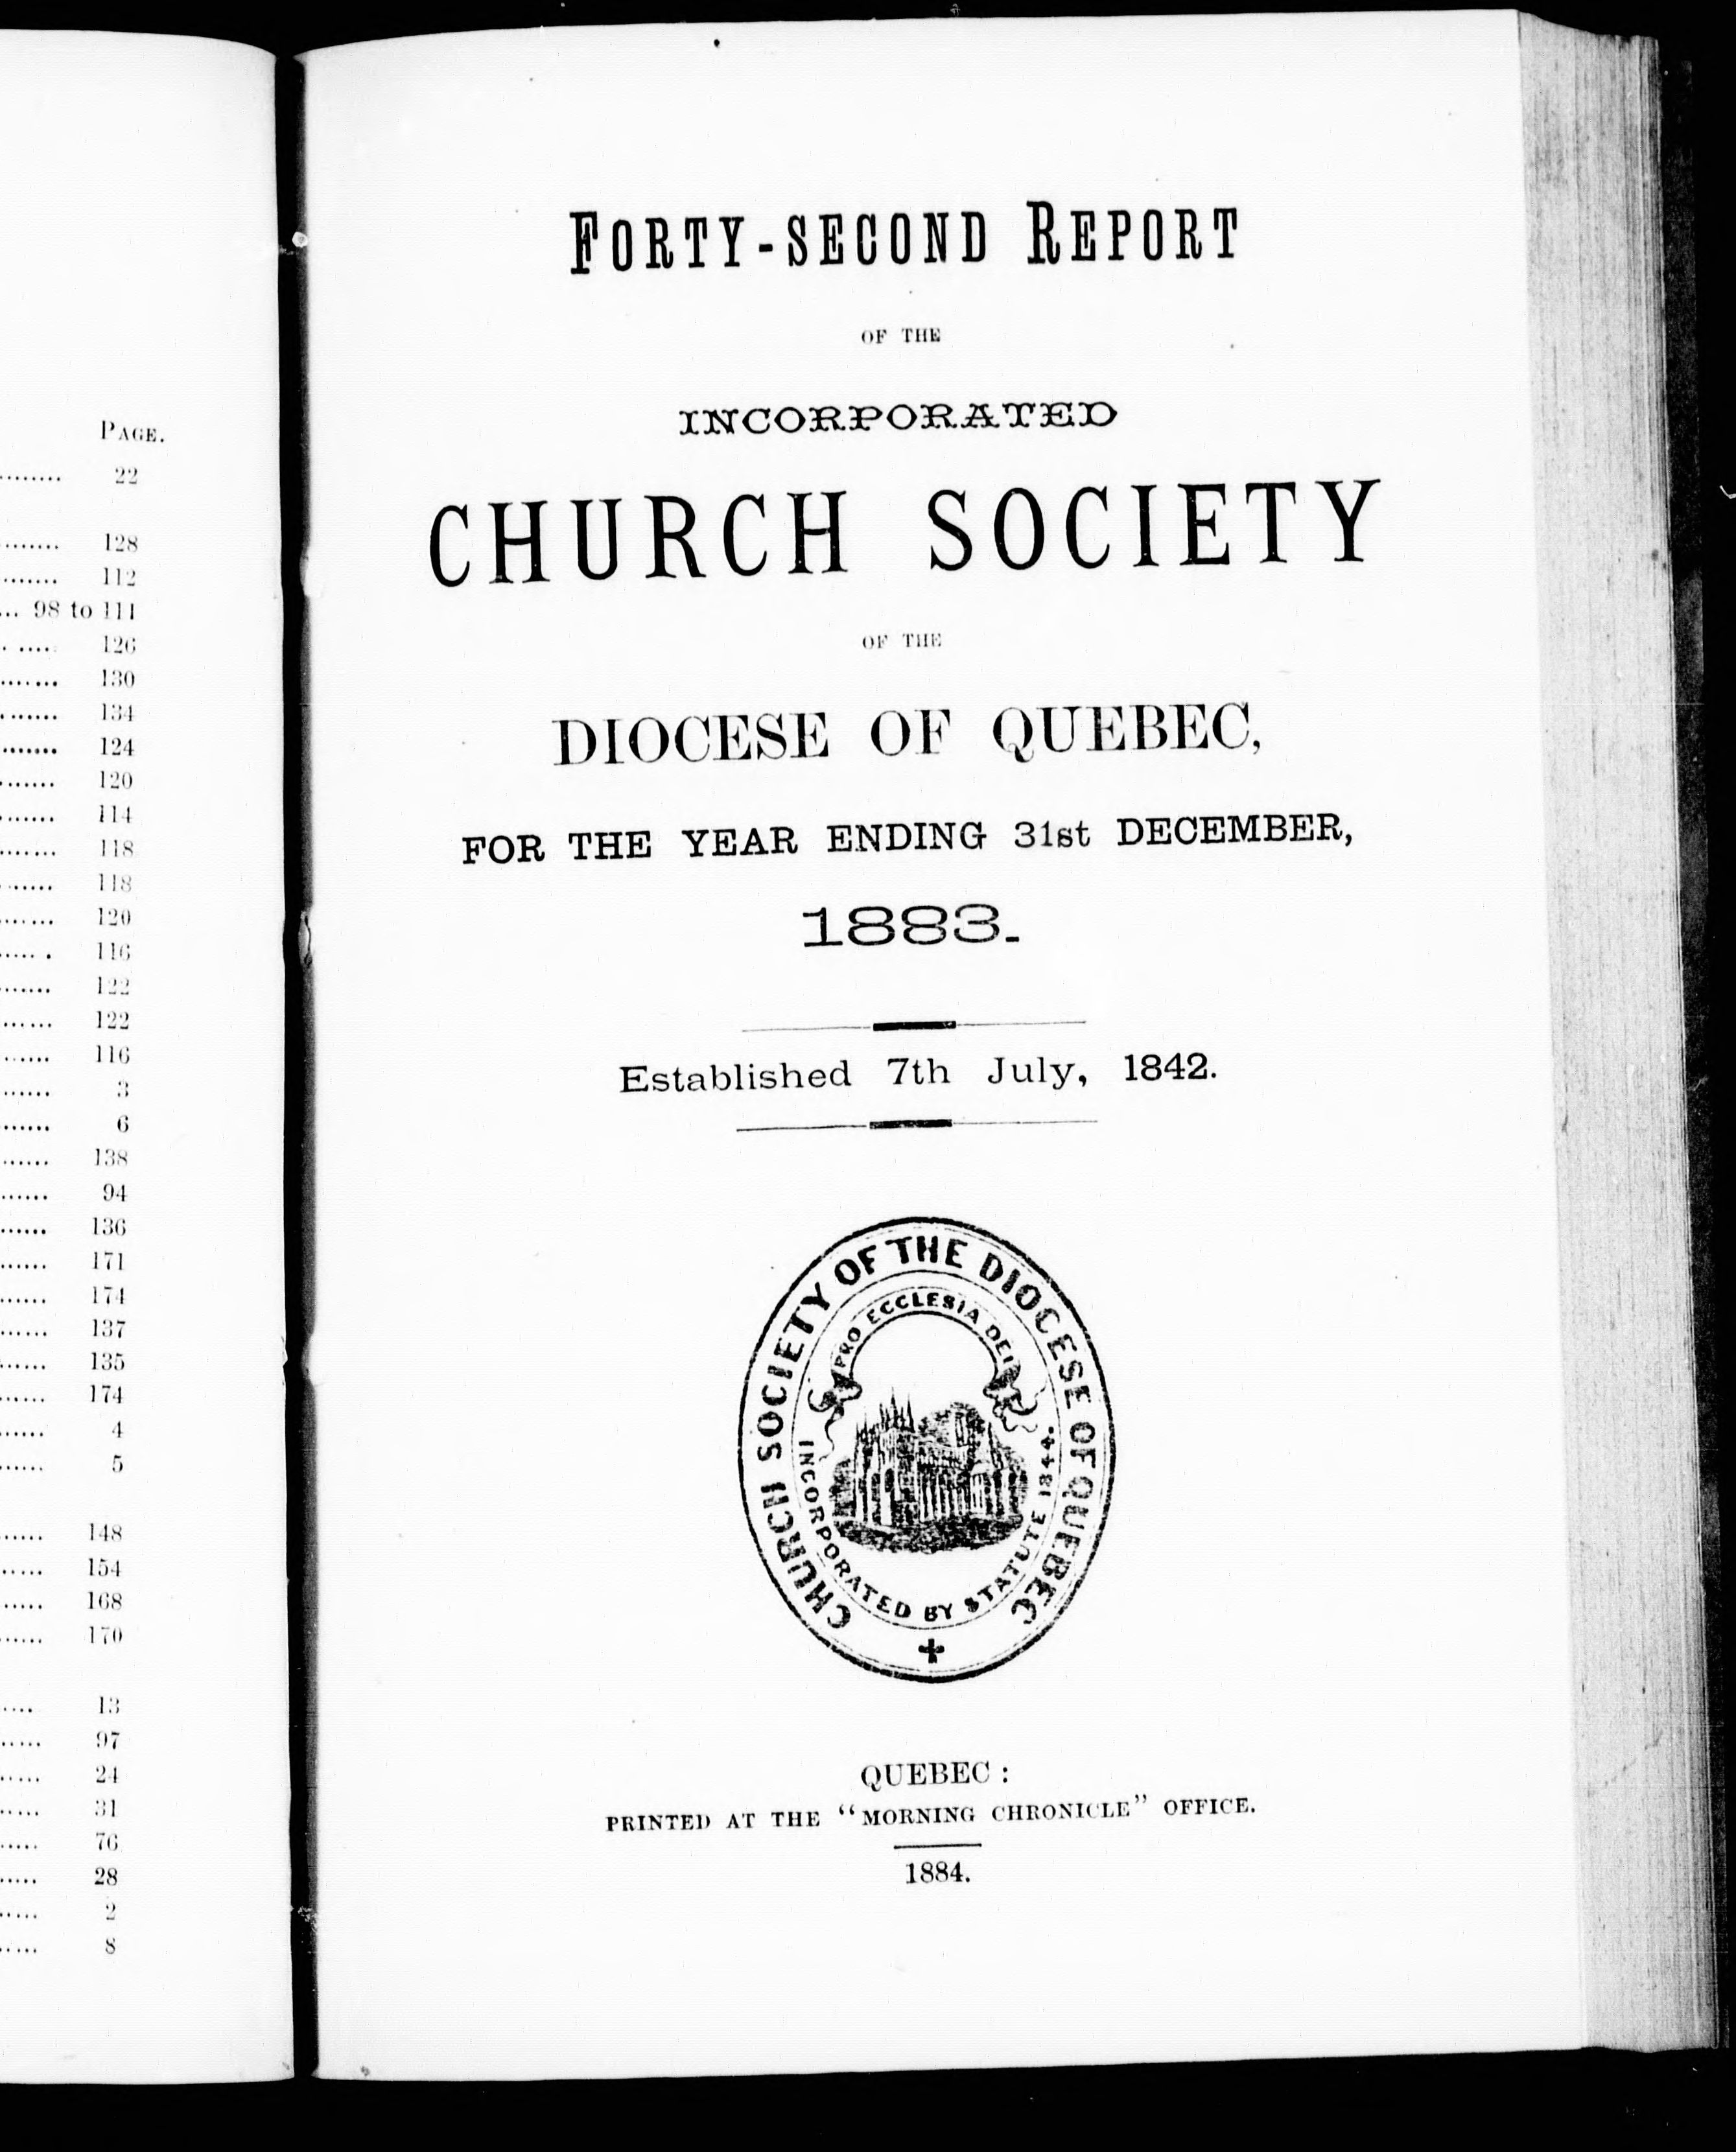 PAGE.
........ 22
........ 128
........ 112
... 98 to 111
. .... 126
....... 130
....... 134
....... 124
....... 120
....... 114
....... 118
...... 118
....... 120
..... . 116
....... 122
...... 122
...... 116
...... 3
...... 6
...... 138
...... 94
...... 136
...... 171
...... 174
...... 137
...... 135
...... 174
...... 4
...... 5
...... 148
..... 154
..... 168
...... 170
.... 13
..... 97
..... 24
..... 31
..... 76
..... 28
..... 2
..... 8
FORTY-SECOND REPORT
OF THE
INCORPORATED
CHURCH SOCIETY
OF THE
DIOCESE OF QUEBEC,
FOR THE YEAR ENDING 31st DECEMBER,
1883.
Established 7th July, 1842.
CHURCH SOCIETY OF THE DIOCESE OF QUEBEC
PRO ECCLESIA DEI
INCORPORATED BY STATUTE 1844.
QUEBEC :
PRINTED AT THE “MORNING CHRONICLE” OFFICE.
1884.